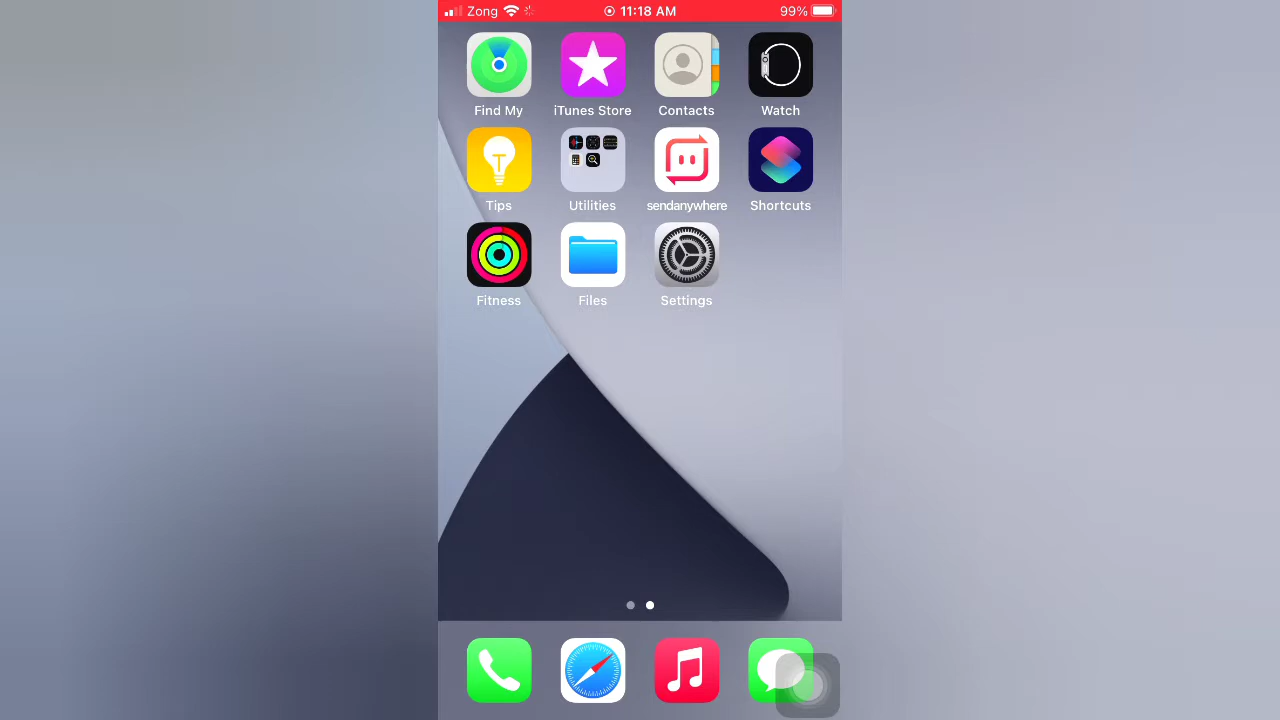 Zong 11:18 AM 99%
Find My iTunes Store Contacts Watch
Tips Utilities sendanywhere Shortcuts
Fitness Files Settings